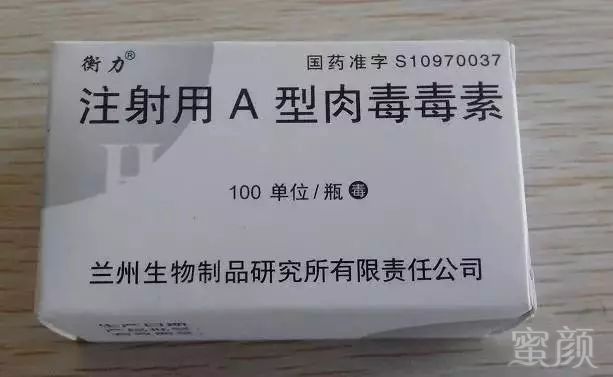 衡力®
国药准字 S10970037
注射用 A 型肉毒毒素
100 单位/瓶 毒
兰州生物制品研究所有限责任公司
蜜颜